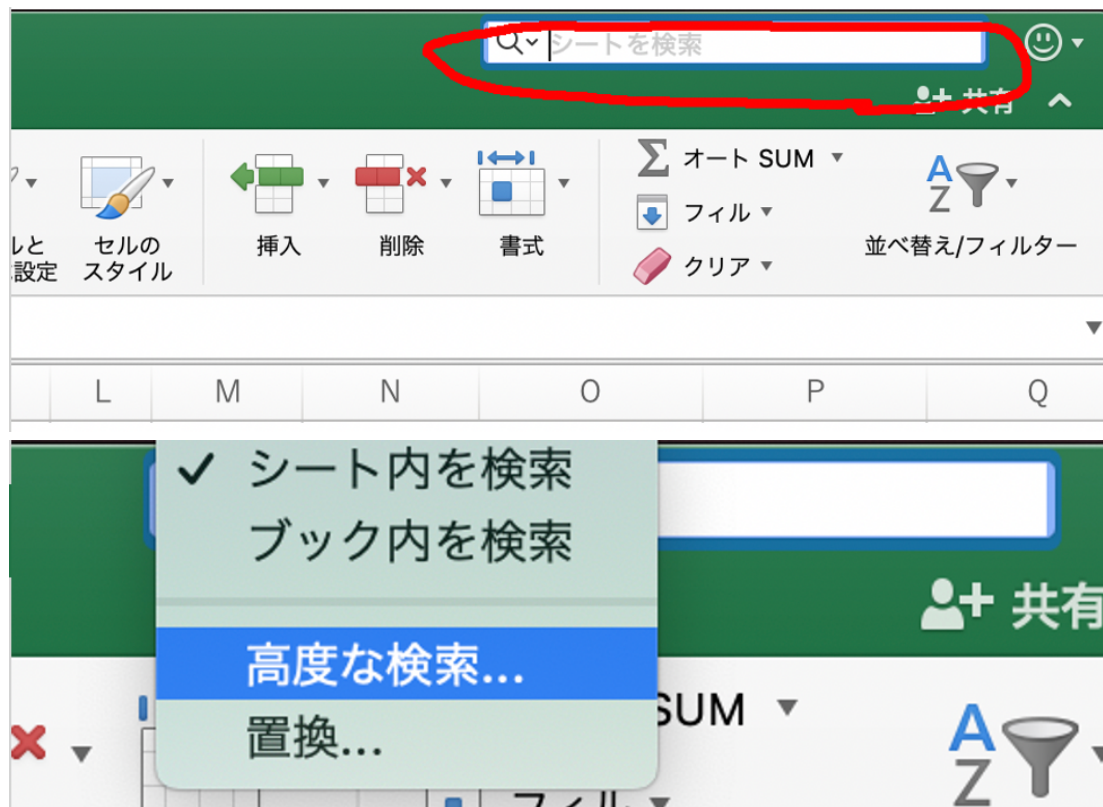 シートを検索
共有
オート SUM
フィル
クリア
並べ替え/フィルター
挿入
削除
書式
ルと
設定
セルの
スタイル
L M N O P Q
シート内を検索
ブック内を検索
高度な検索...
置換...
共有
SUM
フィル